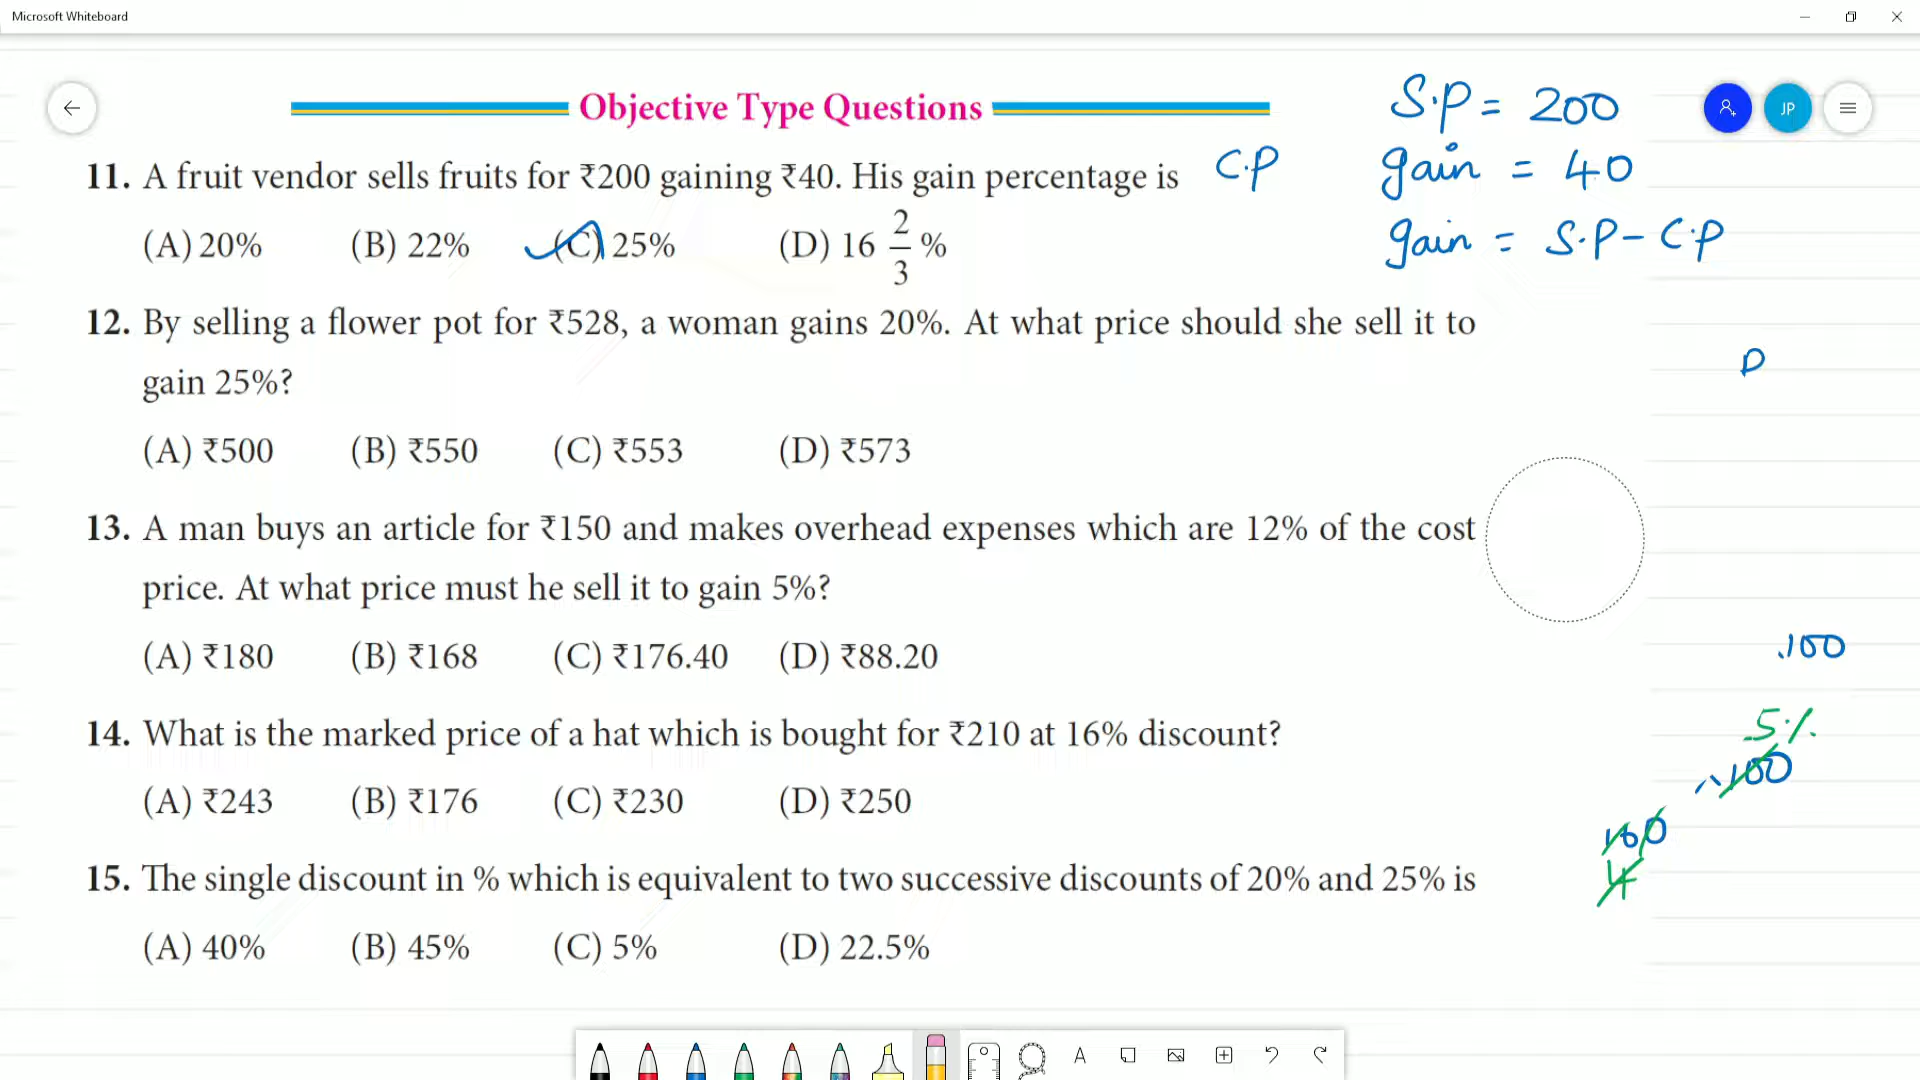 Microsoft Whiteboard
Objective Type Questions
S.P = 200
JP
11. A fruit vendor sells fruits for ₹200 gaining ₹40. His gain percentage is
C.P
gain = 40
(A) 20% (B) 22% (C) 25% (D) 16 2/3 %
gain = S.P - C.P
12. By selling a flower pot for ₹528, a woman gains 20%. At what price should she sell it to
gain 25%?
(A) ₹500 (B) ₹550 (C) ₹553 (D) ₹573
13. A man buys an article for ₹150 and makes overhead expenses which are 12% of the cost
price. At what price must he sell it to gain 5%?
(A) ₹180 (B) ₹168 (C) ₹176.40 (D) ₹88.20
.100
14. What is the marked price of a hat which is bought for ₹210 at 16% discount?
5%
100
(A) ₹243 (B) ₹176 (C) ₹230 (D) ₹250
100
4
15. The single discount in % which is equivalent to two successive discounts of 20% and 25% is
(A) 40% (B) 45% (C) 5% (D) 22.5%
A